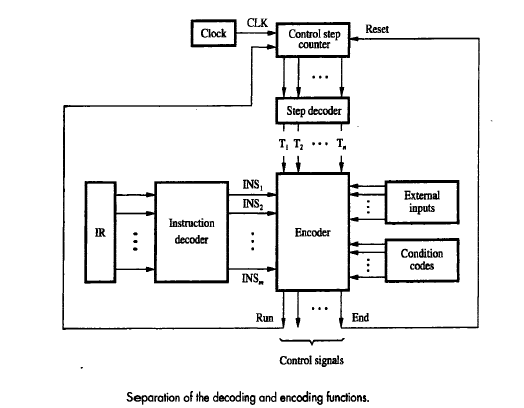 CLK
Clock
Control step
counter
Reset
...
Step decoder
T1 T2 ... Tn
IR
Instruction
decoder
INS1
INS2
INSm
Encoder
External
inputs
Condition
codes
Run
...
End
Control signals
Separation of the decoding and encoding functions.